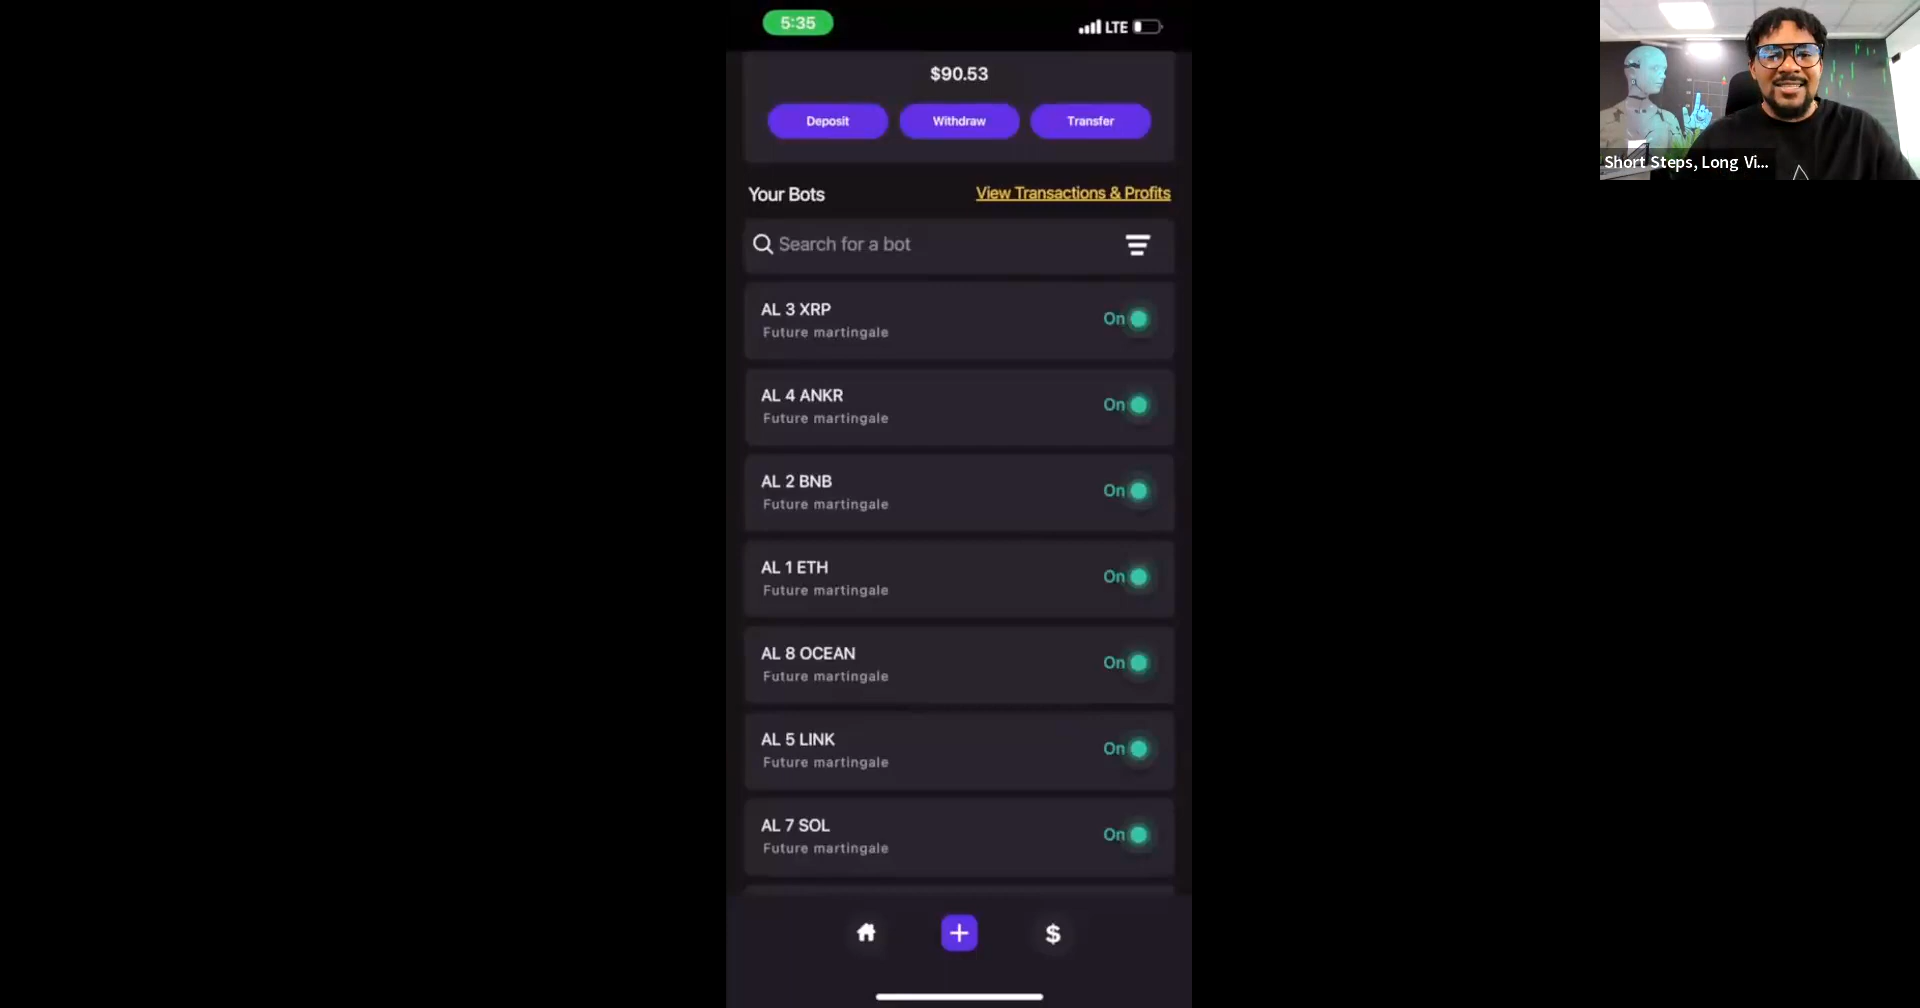 5:35
LTE
$90.53
Deposit
Withdraw
Transfer
Your Bots
View Transactions & Profits
Search for a bot
AL 3 XRP
Future martingale
On
AL 4 ANKR
Future martingale
On
AL 2 BNB
Future martingale
On
AL 1 ETH
Future martingale
On
AL 8 OCEAN
Future martingale
On
AL 5 LINK
Future martingale
On
AL 7 SOL
Future martingale
On
$
Short Steps, Long Vi...